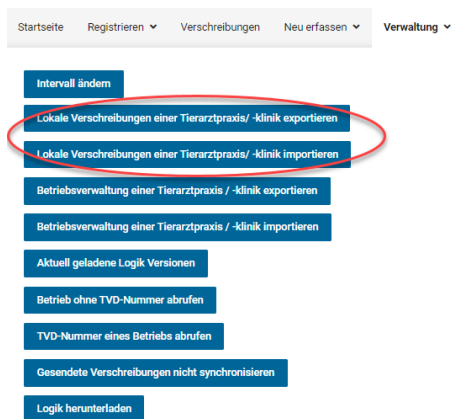 Startseite Registrieren Verschreibungen Neu erfassen Verwaltung
Intervall ändern
Lokale Verschreibungen einer Tierarztpraxis/ -klinik exportieren
Lokale Verschreibungen einer Tierarztpraxis/ -klinik importieren
Betriebsverwaltung einer Tierarztpraxis / -klinik exportieren
Betriebsverwaltung einer Tierarztpraxis / -klinik importieren
Aktuell geladene Logik Versionen
Betrieb ohne TVD-Nummer abrufen
TVD-Nummer eines Betriebs abrufen
Gesendete Verschreibungen nicht synchronisieren
Logik herunterladen